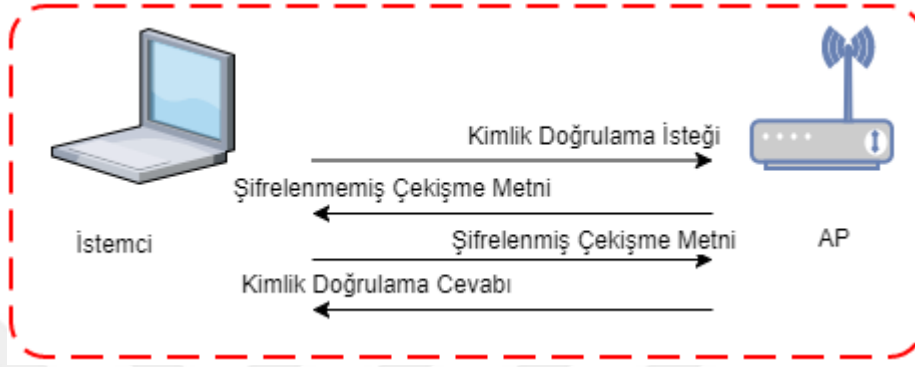 Kimlik Doğrulama İsteği
Şifrelenmemiş Çekişme Metni
İstemci
Şifrelenmiş Çekişme Metni
AP
Kimlik Doğrulama Cevabı